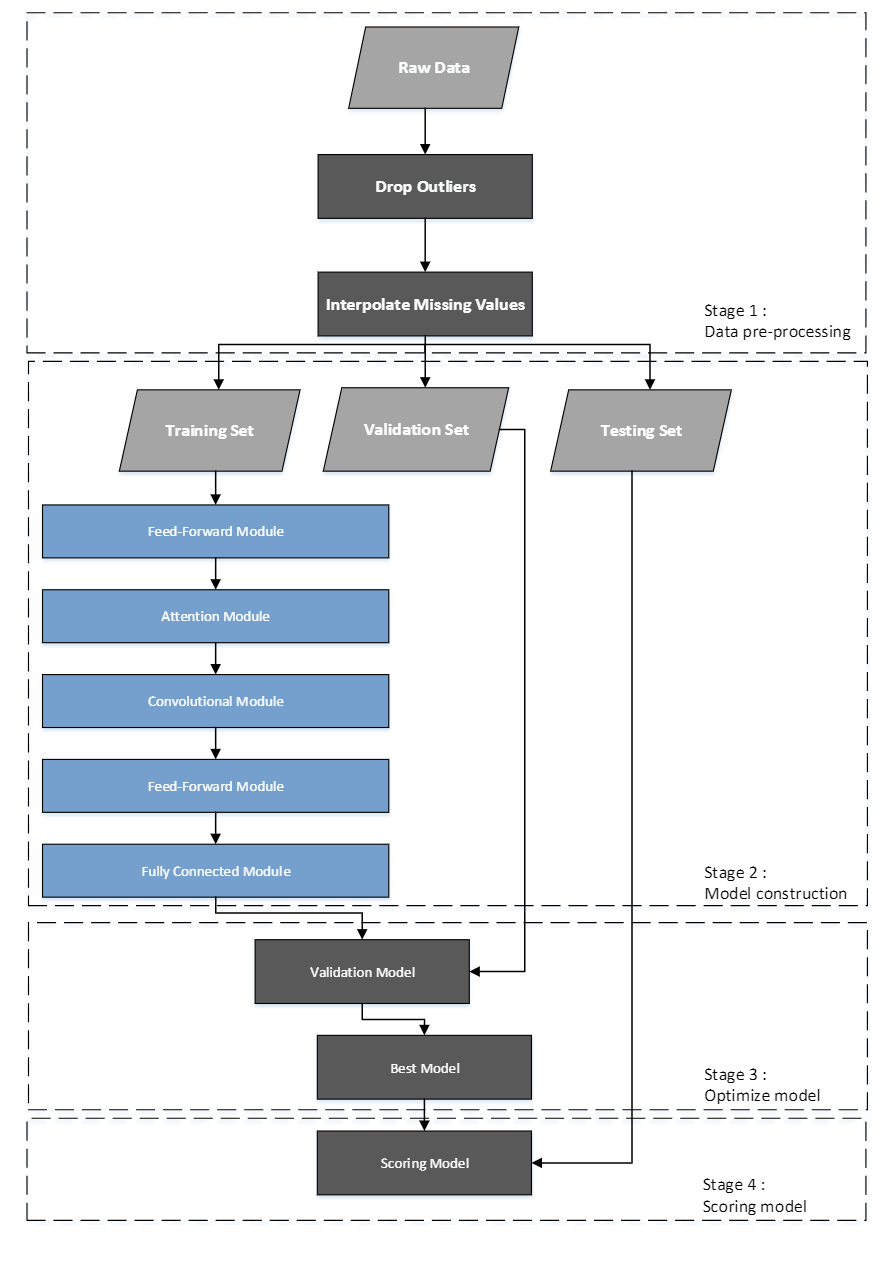 Raw Data
Drop Outliers
Interpolate Missing Values
Stage 1 :
Data pre-processing
Training Set
Validation Set
Testing Set
Feed-Forward Module
Attention Module
Convolutional Module
Feed-Forward Module
Fully Connected Module
Stage 2 :
Model construction
Validation Model
Best Model
Stage 3 :
Optimize model
Scoring Model
Stage 4 :
Scoring model